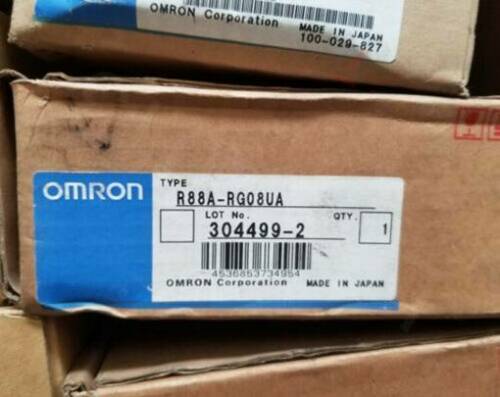 OMRON Corporation
MADE IN JAPAN
100-029-827
OMRON
TYPE
R88A-RG08UA
LOT No.
QTY.
304499-2
1
4536853734954
OMRON Corporation
MADE IN JAPAN